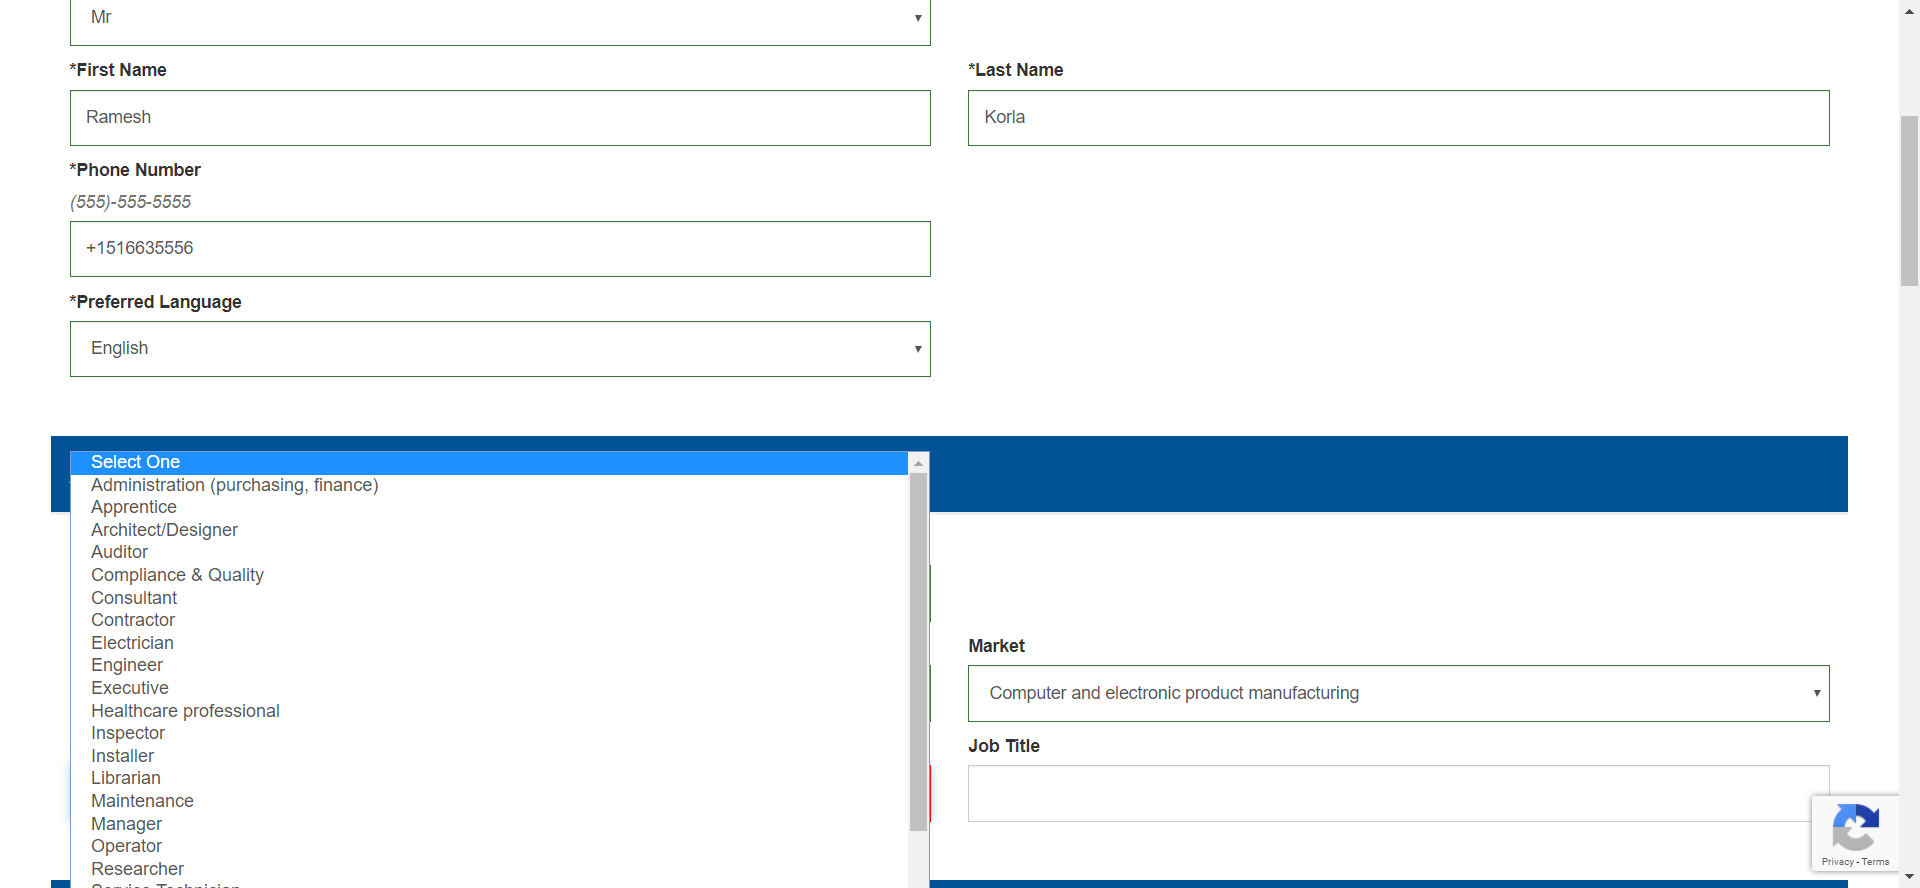 Mr
*First Name
*Last Name
Ramesh
Korla
*Phone Number
(555)-555-5555
+1516635556
*Preferred Language
English
Select One
Administration (purchasing, finance)
Apprentice
Architect/Designer
Auditor
Compliance & Quality
Consultant
Contractor
Electrician
Engineer
Executive
Healthcare professional
Inspector
Installer
Librarian
Maintenance
Manager
Operator
Researcher
Service Technician
Market
Computer and electronic product manufacturing
Job Title
Privacy - Terms